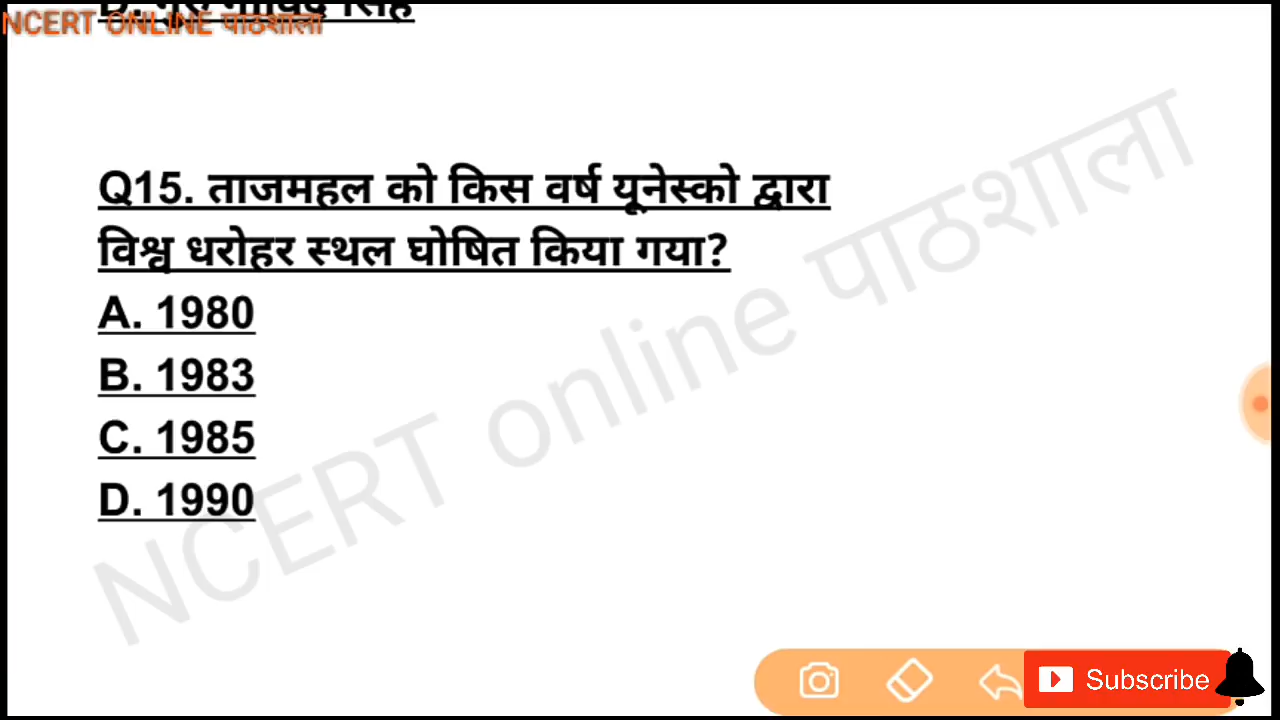 D. गुरु गोविंद सिंह
NCERT ONLINE पाठशाला
Q15. ताजमहल को किस वर्ष यूनेस्को द्वारा
विश्व धरोहर स्थल घोषित किया गया?
A. 1980
B. 1983
C. 1985
D. 1990
NCERT online पाठशाला
Subscribe